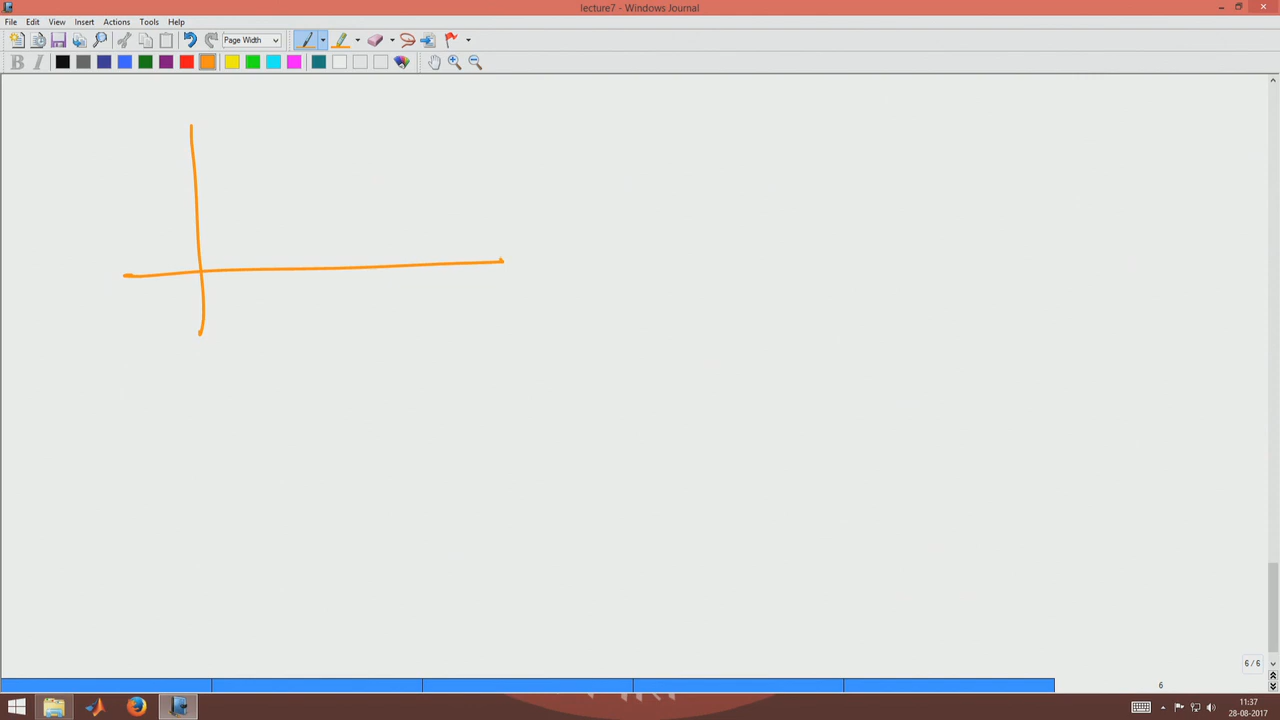 lecture7 - Windows Journal
File Edit View Insert Actions Tools Help
Page Width
B I
6 / 6
6
11:37
28-08-2017